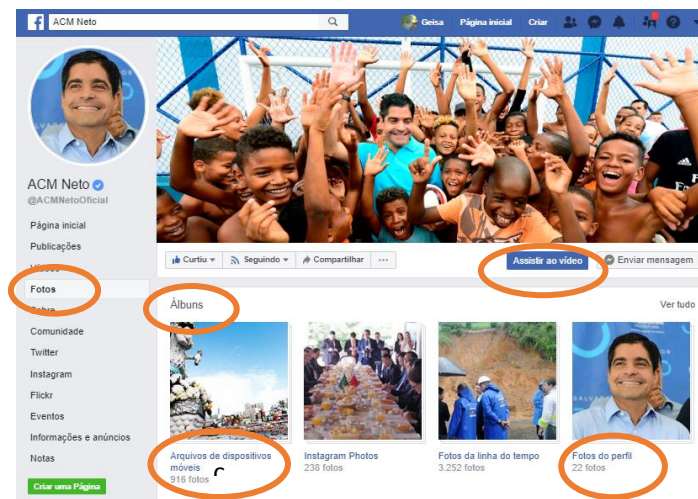 ACM Neto
Geisa Página inicial Criar
ACM Neto
@ACMNetoOficial
Página inicial
Publicações
Vídeos
Fotos
Sobre
Comunidade
Twitter
Instagram
Flickr
Eventos
Informações e anúncios
Notas
Criar uma Página
Curtiu
Seguindo
Compartilhar
Assistir ao vídeo
Enviar mensagem
Álbuns
Ver tudo
Arquivos de dispositivos
móveis
916 fotos
C
Instagram Photos
238 fotos
Fotos da linha do tempo
3.252 fotos
Fotos do perfil
22 fotos